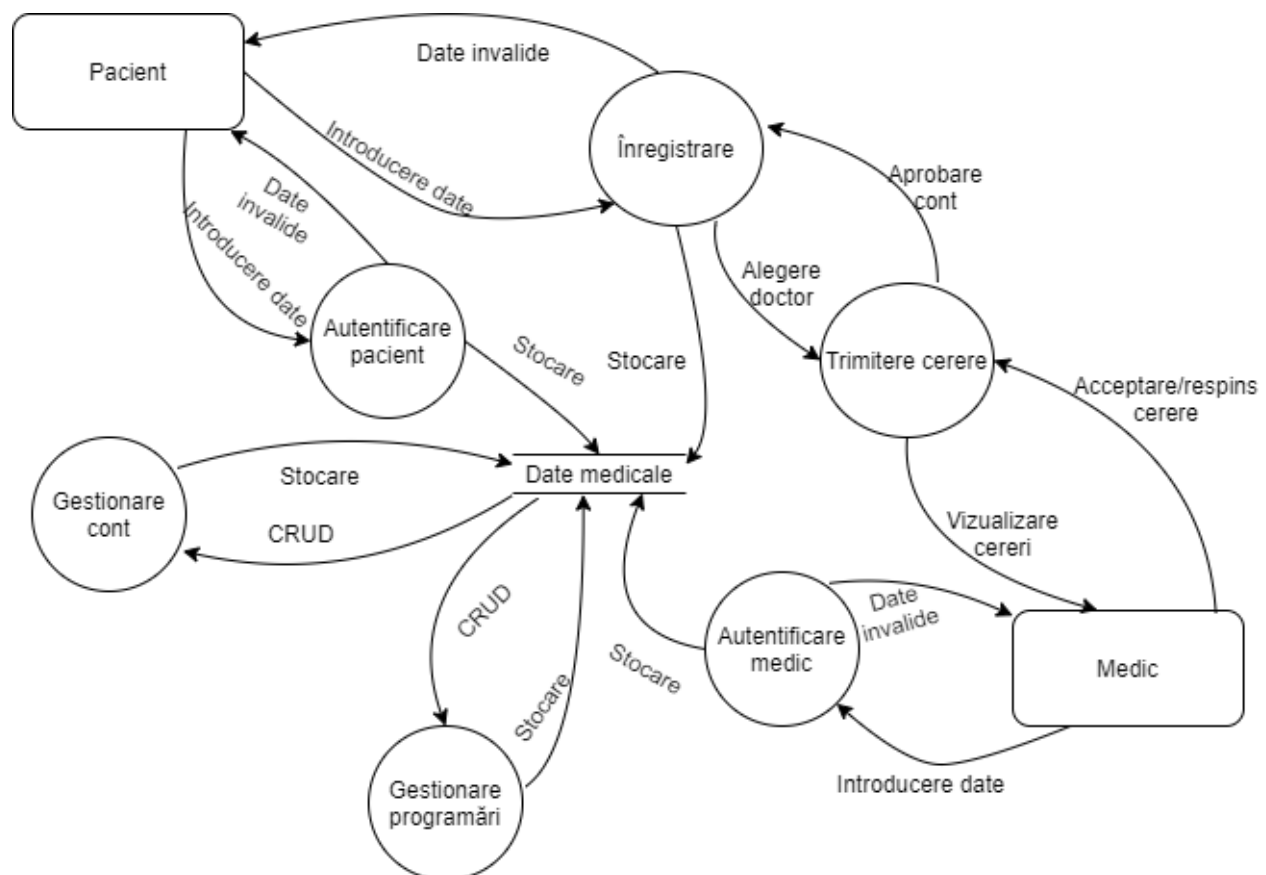 Pacient
Date invalide
Introducere date
Înregistrare
Aprobare
cont
Date
invalide
Introducere date
Alegere
doctor
Autentificare
pacient
Stocare
Stocare
Trimitere cerere
Acceptare/respins
cerere
Gestionare
cont
Stocare
CRUD
Date medicale
Vizualizare
cereri
CRUD
Stocare
Stocare
Autentificare
medic
Date
invalide
Medic
Introducere date
Gestionare
programări